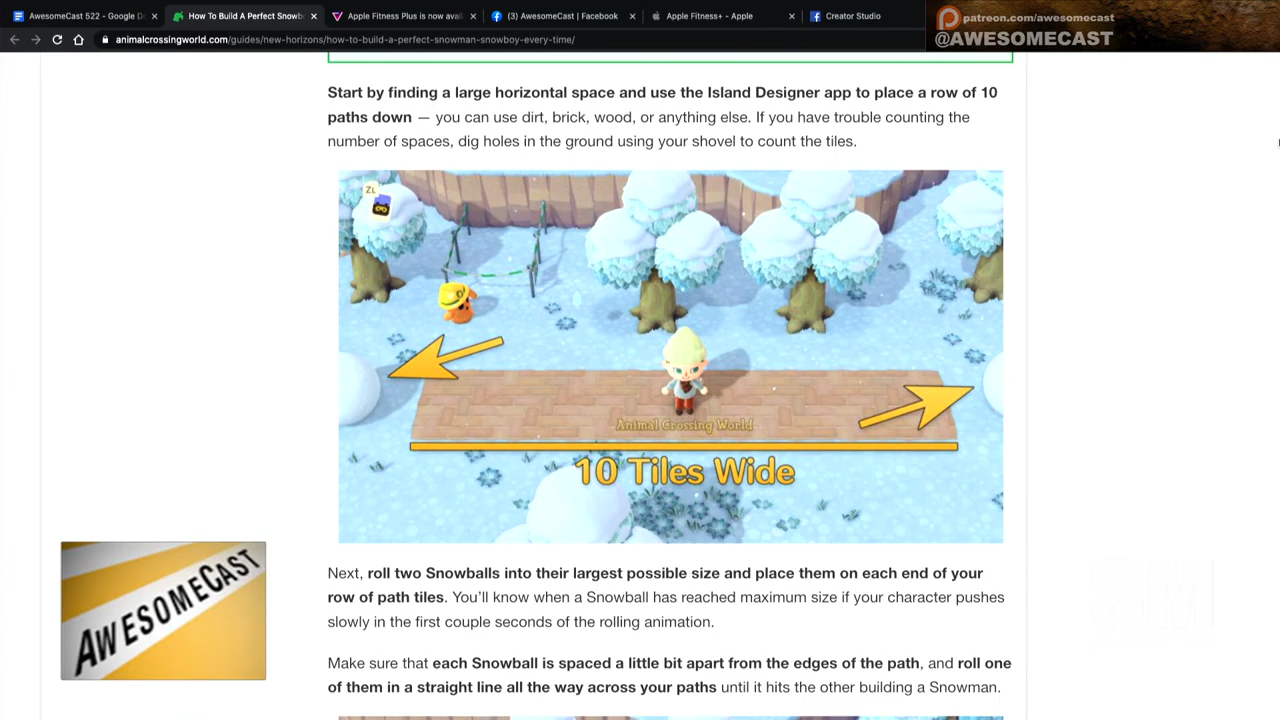 AwesomeCast 522 - Google D
How To Build A Perfect Snowb
Apple Fitness Plus is now avai
(3) AwesomeCast | Facebook
Apple Fitness+ - Apple
Creator Studio
patreon.com/awesomecast
@AWESOMECAST
animalcrossingworld.com/guides/new-horizons/how-to-build-a-perfect-snowman-snowboy-every-time/
Start by finding a large horizontal space and use the Island Designer app to place a row of 10
paths down — you can use dirt, brick, wood, or anything else. If you have trouble counting the
number of spaces, dig holes in the ground using your shovel to count the tiles.
ZL
Animal Crossing World
10 Tiles Wide
AWESOMECAST
Next, roll two Snowballs into their largest possible size and place them on each end of your
row of path tiles. You'll know when a Snowball has reached maximum size if your character pushes
slowly in the first couple seconds of the rolling animation.
Make sure that each Snowball is spaced a little bit apart from the edges of the path, and roll one
of them in a straight line all the way across your paths until it hits the other building a Snowman.